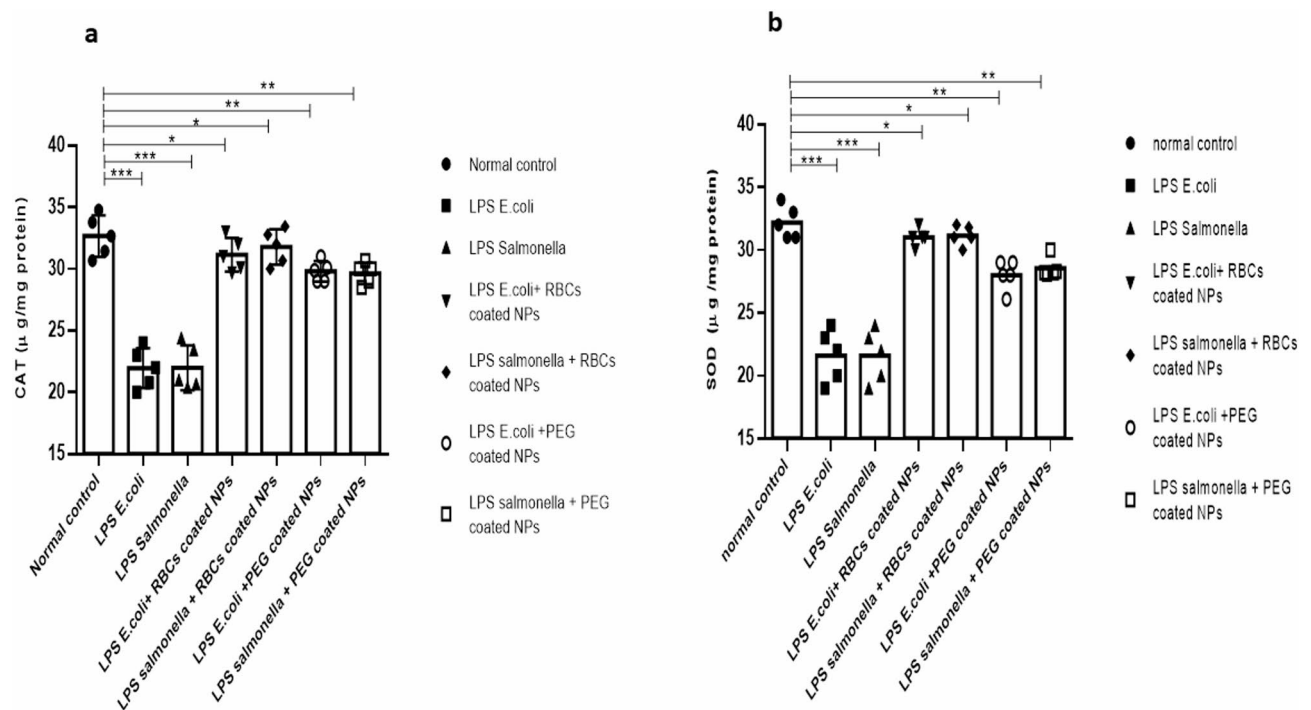 a
**
**
*
*
***
***
40
35
30
25
20
15
CAT (μ g/mg protein)
Normal control
LPS E.coli
LPS Salmonella
LPS E.coli+ RBCs coated NPs
LPS salmonella + RBCs coated NPs
LPS E.coli +PEG coated NPs
LPS salmonella + PEG coated NPs
Normal control
LPS E.coli
LPS Salmonella
LPS E.coli+ RBCs
coated NPs
LPS salmonella + RBCs
coated NPs
LPS E.coli +PEG
coated NPs
LPS salmonella + PEG
coated NPs
b
**
**
*
*
***
***
40
35
30
25
20
15
SOD (μ g /mg protein)
normal control
LPS E.coli
LPS Salmonella
LPS E.coli+ RBCs coated NPs
LPS salmonella + RBCs coated NPs
LPS E.coli +PEG coated NPs
LPS salmonella + PEG coated NPs
normal control
LPS E.coli
LPS Salmonella
LPS E.coli+ RBCs
coated NPs
LPS salmonella + RBCs
coated NPs
LPS E.coli +PEG
coated NPs
LPS salmonella + PEG
coated NPs